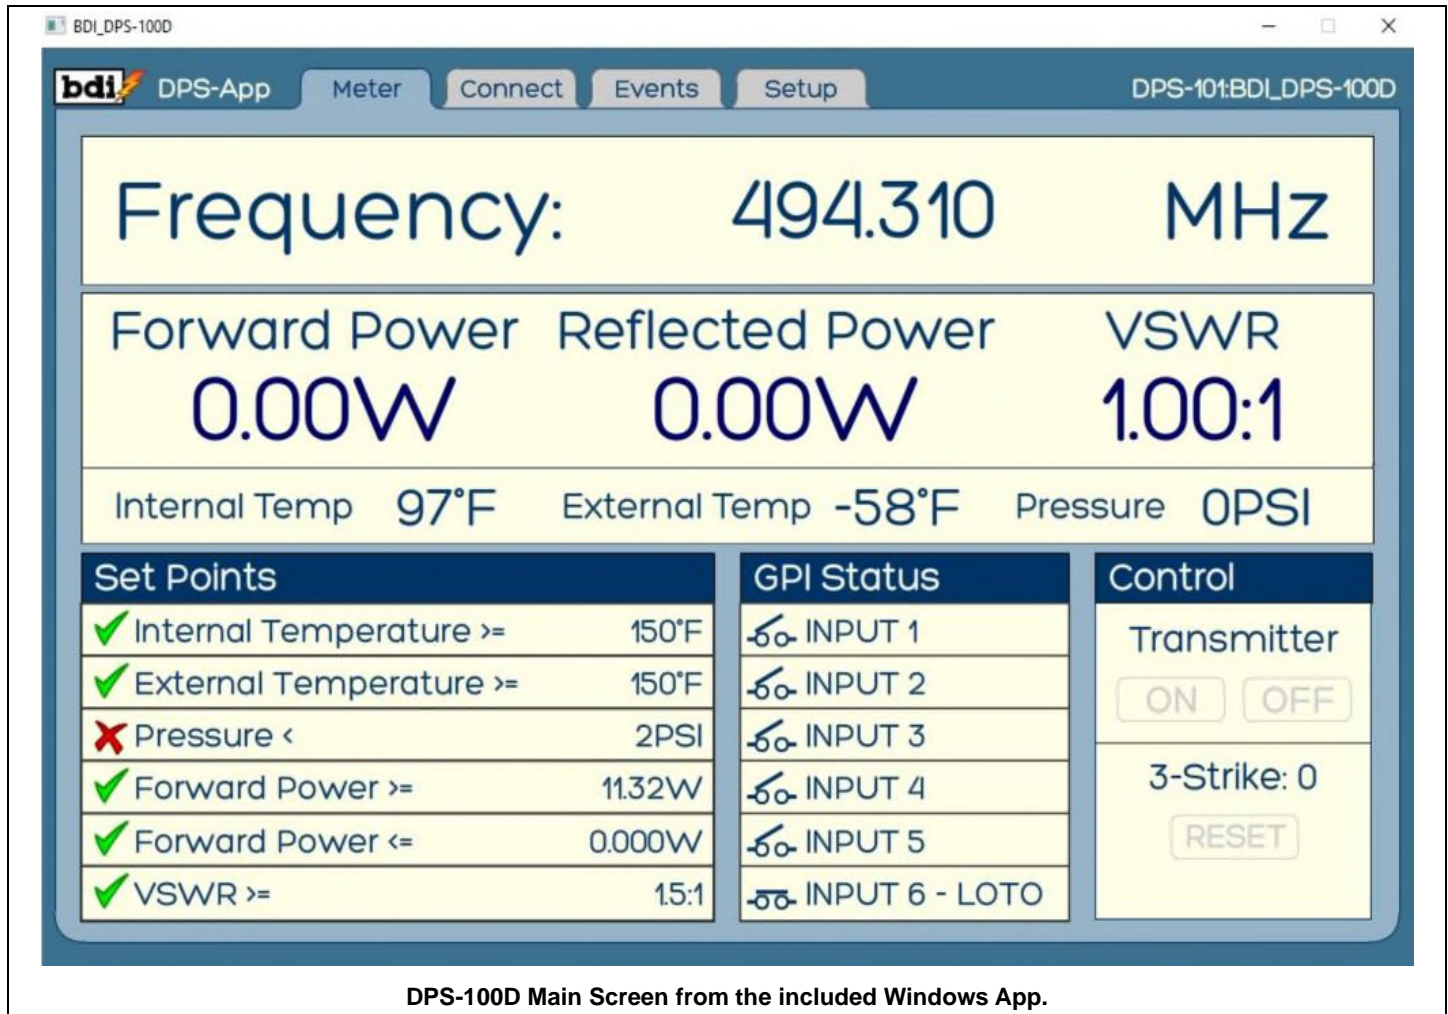 BDI_DPS-100D
bdi DPS-App Meter Connect Events Setup DPS-101:BDI_DPS-100D
Frequency: 494.310 MHz
Forward Power Reflected Power VSWR
0.00W 0.00W 1.00:1
Internal Temp 97°F External Temp -58°F Pressure 0PSI
Set Points
Internal Temperature >= 150°F
External Temperature >= 150°F
Pressure < 2PSI
Forward Power >= 11.32W
Forward Power <= 0.000W
VSWR >= 1.5:1
GPI Status
INPUT 1
INPUT 2
INPUT 3
INPUT 4
INPUT 5
INPUT 6 - LOTO
Control
Transmitter
ON OFF
3-Strike: 0
RESET
DPS-100D Main Screen from the included Windows App.